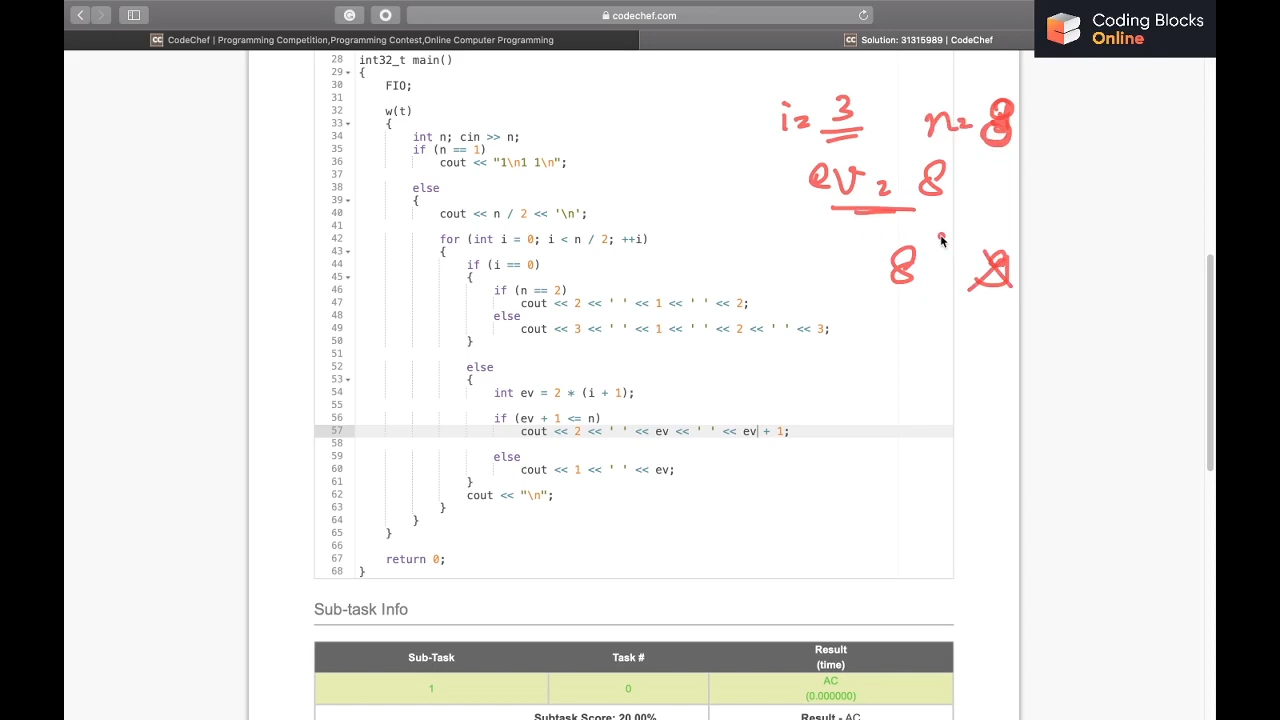 codechef.com
CC CodeChef | Programming Competition,Programming Contest,Online Computer Programming
CC Solution: 31315989 | CodeChef
Coding Blocks
Online
28 int32_t main()
29 {
30 FIO;
31
32 w(t)
33 {
34 int n; cin >> n;
35 if (n == 1)
36 cout << "1\n1 1\n";
37
38 else
39 {
40 cout << n / 2 << '\n';
41
42 for (int i = 0; i < n / 2; ++i)
43 {
44 if (i == 0)
45 {
46 if (n == 2)
47 cout << 2 << ' ' << 1 << ' ' << 2;
48 else
49 cout << 3 << ' ' << 1 << ' ' << 2 << ' ' << 3;
50 }
51
52 else
53 {
54 int ev = 2 * (i + 1);
55
56 if (ev + 1 <= n)
57 cout << 2 << ' ' << ev << ' ' << ev + 1;
58
59 else
60 cout << 1 << ' ' << ev;
61 }
62 cout << "\n";
63 }
64 }
65 }
66
67 return 0;
68 }
i= 3 n= 8
ev = 8
8
Sub-task Info
Sub-Task Task # Result
(time)
1 0 AC
(0.000000)
Subtask Score: 20.00% Result - AC